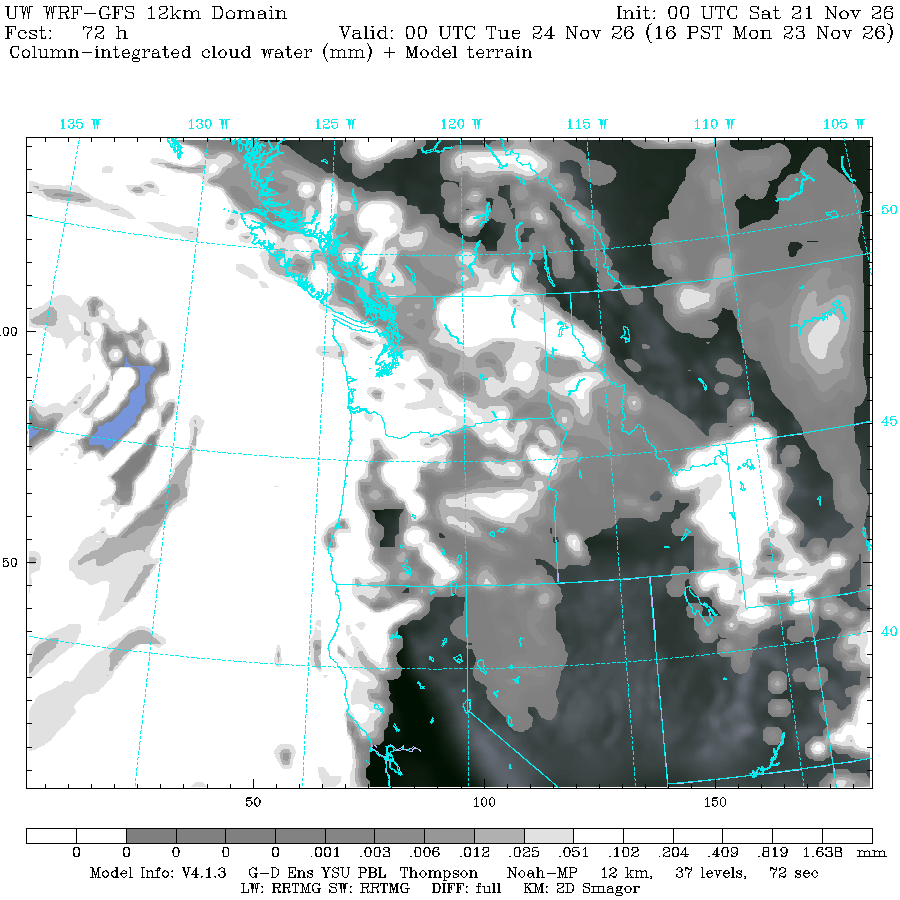 UW WRF-GFS 12km Domain Init: 00 UTC Sat 21 Nov 26
Fcst: 72 h Valid: 00 UTC Tue 24 Nov 26 (16 PST Mon 23 Nov 26)
Column-integrated cloud water (mm) + Model terrain
135 W 130 W 125 W 120 W 115 W 110 W 105 W
50
00
45
50
40
50 100 150
0 0 0 0 .001 .003 .006 .012 .025 .051 .102 .204 .409 .819 1.638 mm
Model Info: V4.1.3 G-D Ens YSU PBL Thompson Noah-MP 12 km, 37 levels, 72 sec
LW: RRTMG SW: RRTMG DIFF: full KM: 2D Smagor